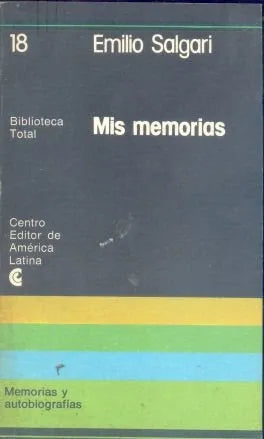 18 Emilio Salgari
Biblioteca
Total
Mis memorias
Centro
Editor de
América
Latina
Memorias y
autobiografías